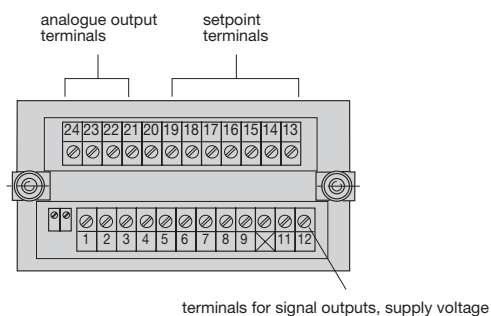 analogue output
terminals
setpoint
terminals
24 23 22 21 20 19 18 17 16 15 14 13
1 2 3 4 5 6 7 8 9 11 12
terminals for signal outputs, supply voltage